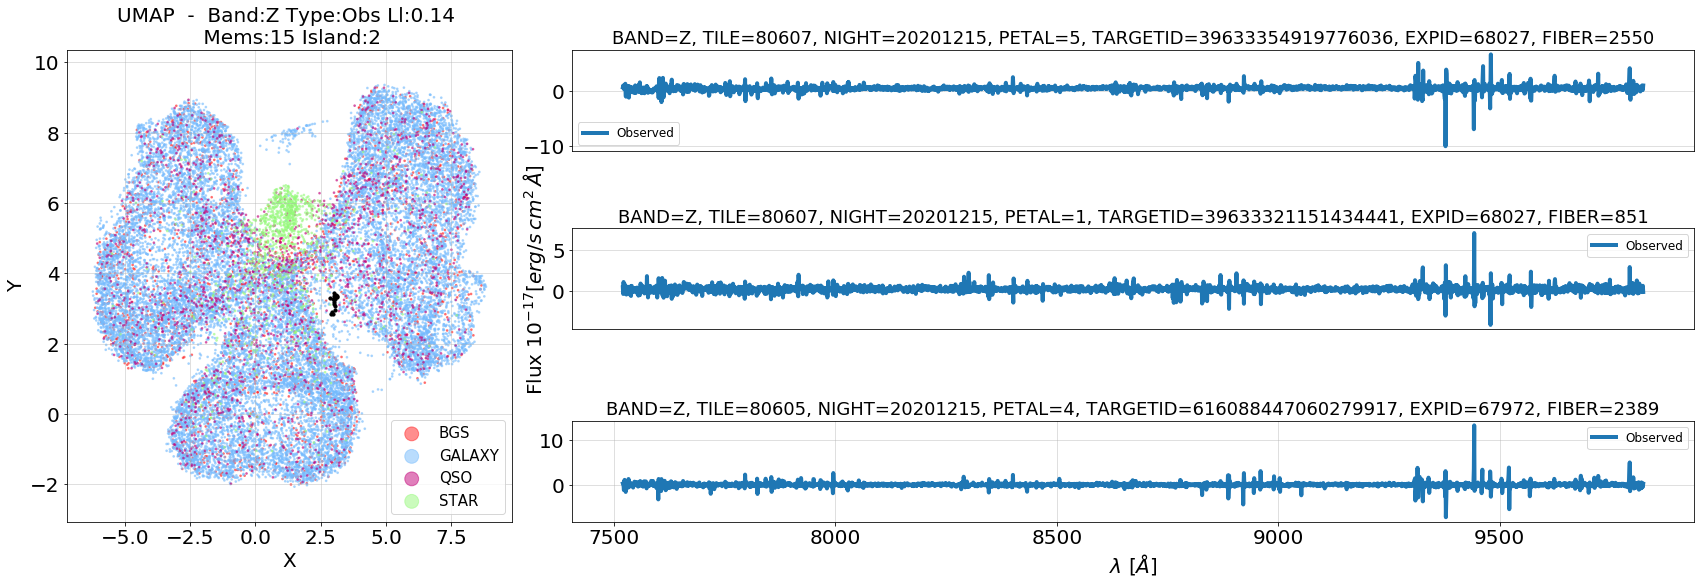 UMAP - Band:Z Type:Obs Ll:0.14
Mems:15 Island:2
10
8
6
4
2
0
−2
Y
−5.0 −2.5 0.0 2.5 5.0 7.5
X
BGS
GALAXY
QSO
STAR
BAND=Z, TILE=80607, NIGHT=20201215, PETAL=5, TARGETID=39633354919776036, EXPID=68027, FIBER=2550
0
−10
Observed
BAND=Z, TILE=80607, NIGHT=20201215, PETAL=1, TARGETID=39633321151434441, EXPID=68027, FIBER=851
5
0
Observed
Flux 10⁻¹⁷[erg/s cm² Å]
BAND=Z, TILE=80605, NIGHT=20201215, PETAL=4, TARGETID=616088447060279917, EXPID=67972, FIBER=2389
10
0
Observed
7500 8000 8500 9000 9500
λ [Å]